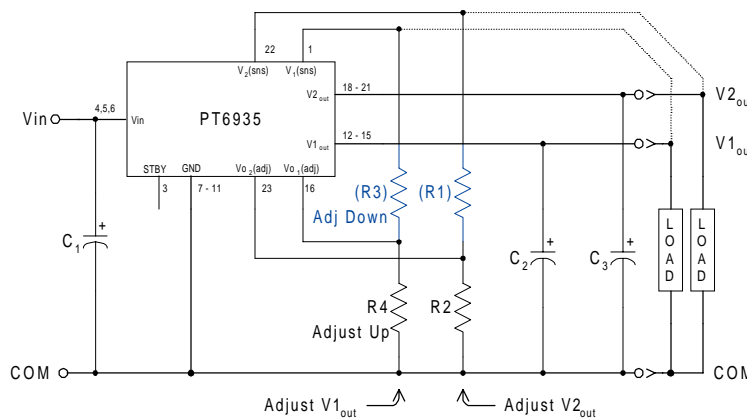 22
1
V2(sns)
V1(sns)
18 - 21
V2out
V2out
4,5,6
Vin
Vin
PT6935
12 - 15
V1out
V1out
STBY
GND
Vo2(adj)
Vo1(adj)
3
7 - 11
23
16
(R3)
(R1)
Adj Down
LOAD
LOAD
+
C1
+
C2
+
C3
R4
R2
Adjust Up
COM
COM
Adjust V1out
Adjust V2out